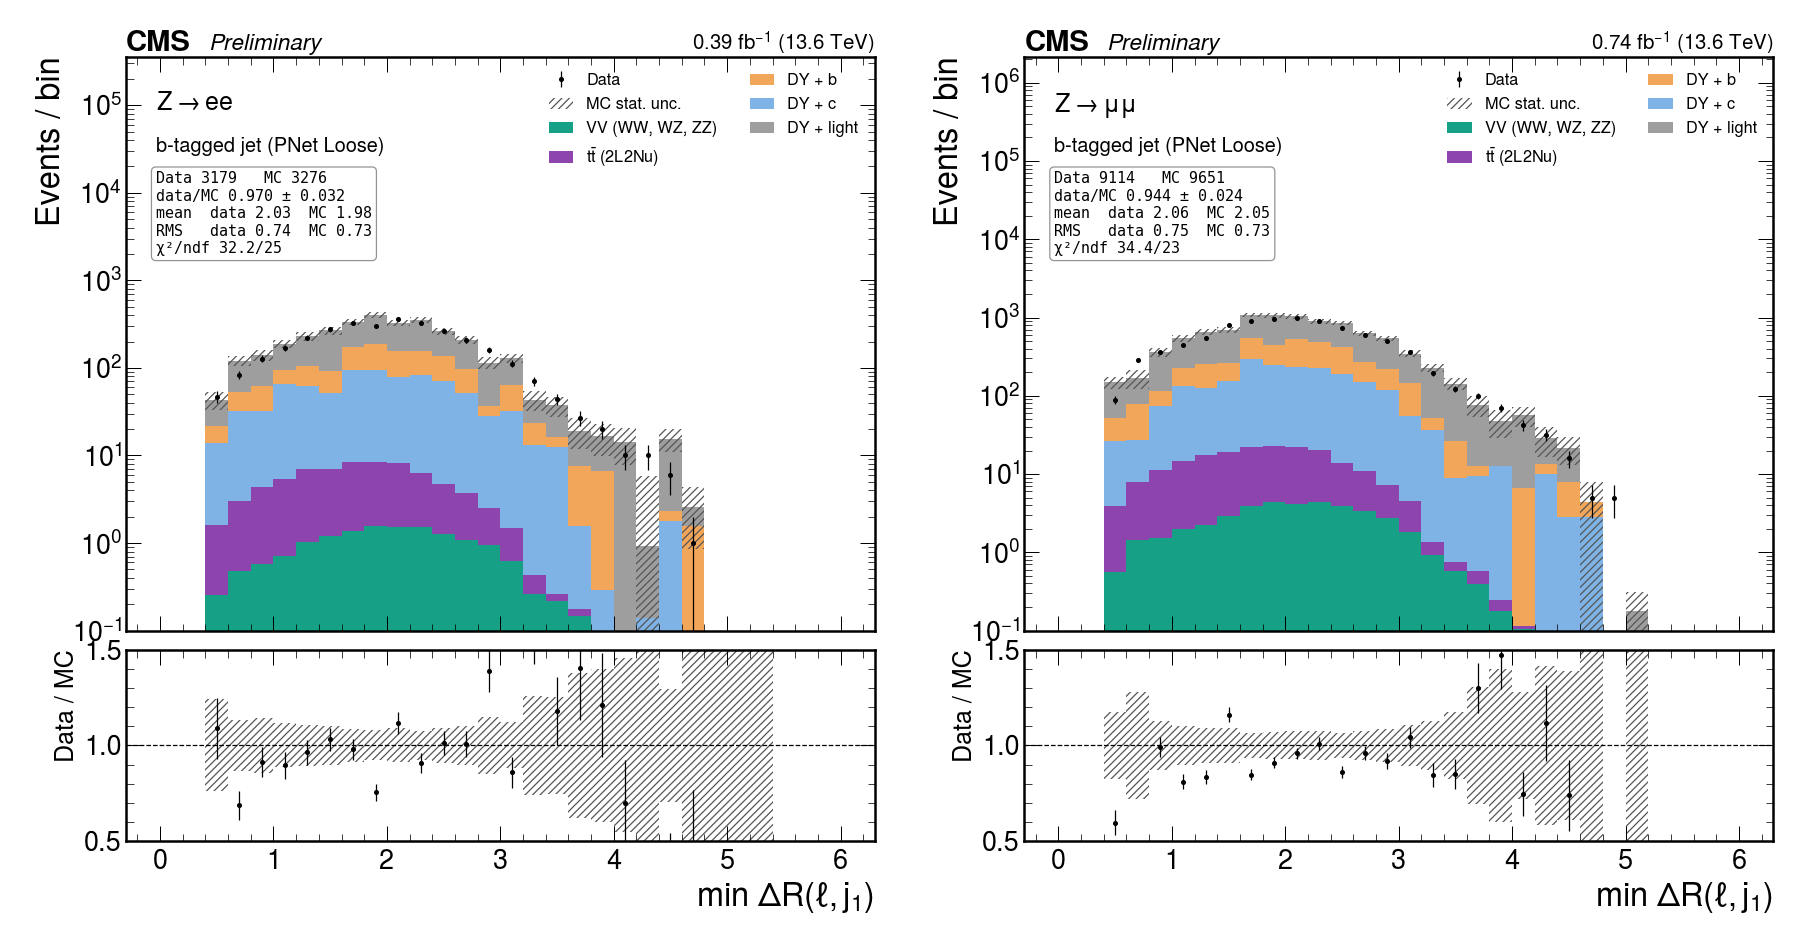 CMS Preliminary 0.39 fb⁻¹ (13.6 TeV)
Events / bin
Z → ee
b-tagged jet (PNet Loose)
Data 3179 MC 3276
data/MC 0.970 ± 0.032
mean data 2.03 MC 1.98
RMS data 0.74 MC 0.73
χ²/ndf 32.2/25
Data
MC stat. unc.
VV (WW, WZ, ZZ)
tt̄ (2L2Nu)
DY + b
DY + c
DY + light
10⁵
10⁴
10³
10²
10¹
10⁰
10⁻¹
Data / MC
1.5
1.0
0.5
0 1 2 3 4 5 6
min ΔR(ℓ, j₁)
CMS Preliminary 0.74 fb⁻¹ (13.6 TeV)
Events / bin
Z → μμ
b-tagged jet (PNet Loose)
Data 9114 MC 9651
data/MC 0.944 ± 0.024
mean data 2.06 MC 2.05
RMS data 0.75 MC 0.73
χ²/ndf 34.4/23
Data
MC stat. unc.
VV (WW, WZ, ZZ)
tt̄ (2L2Nu)
DY + b
DY + c
DY + light
10⁶
10⁵
10⁴
10³
10²
10¹
10⁰
10⁻¹
Data / MC
1.5
1.0
0.5
0 1 2 3 4 5 6
min ΔR(ℓ, j₁)